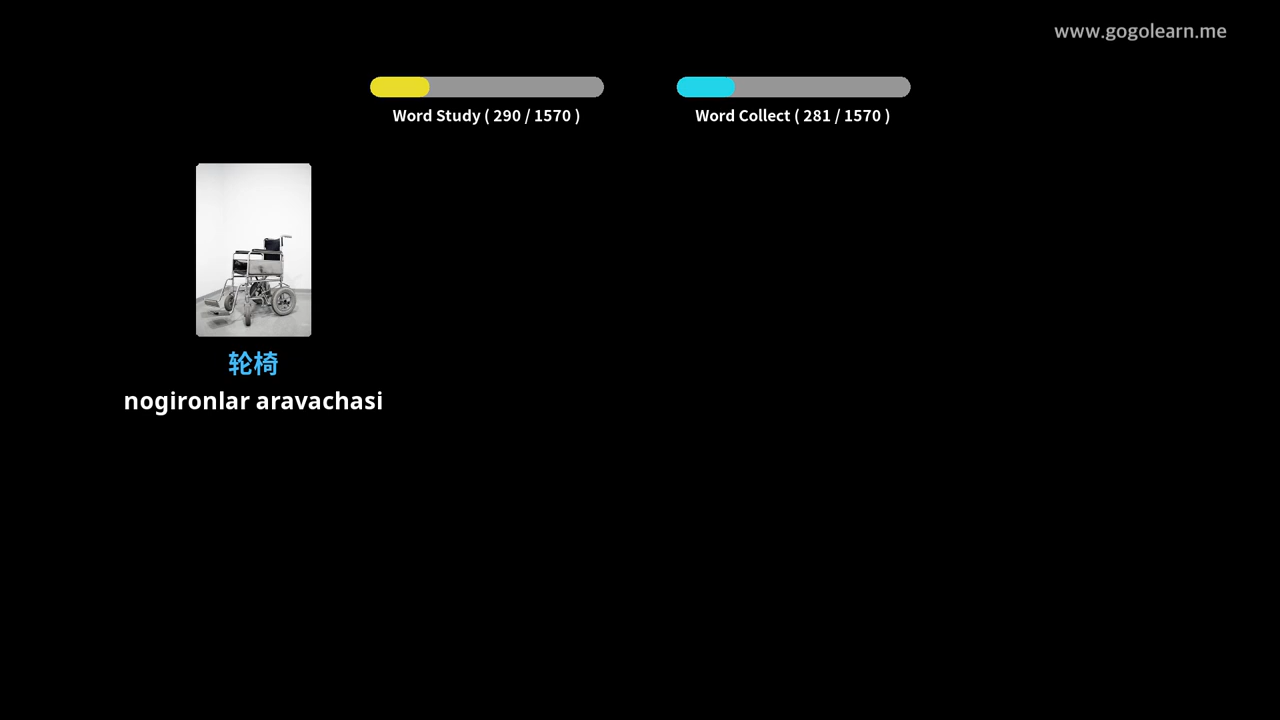 www.gogolearn.me
Word Study ( 290 / 1570 )
Word Collect ( 281 / 1570 )
轮椅
nogironlar aravachasi